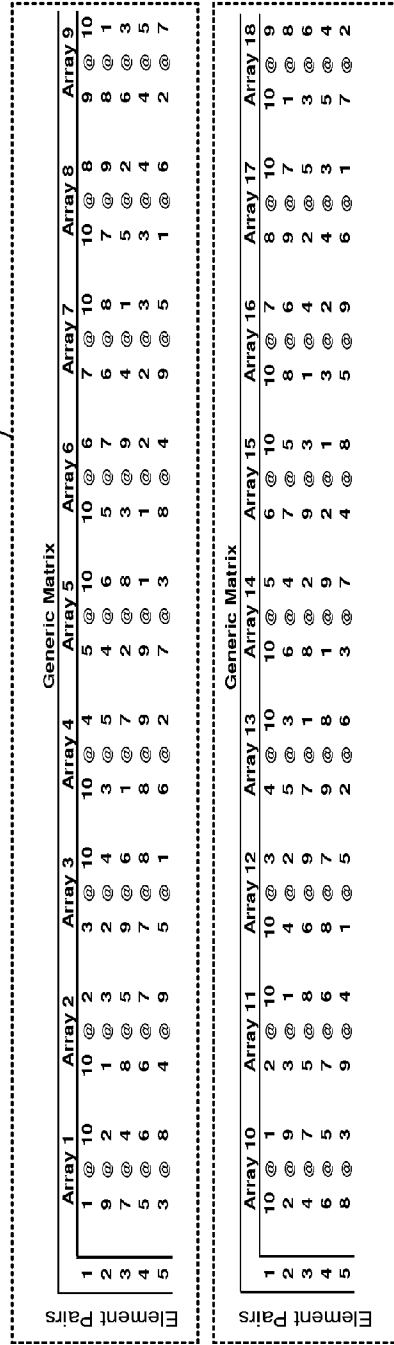 Generic Matrix
Array 1 Array 2 Array 3 Array 4 Array 5 Array 6 Array 7 Array 8 Array 9
Element Pairs
1 1 @ 10 10 @ 2 3 @ 10 10 @ 4 5 @ 10 10 @ 6 7 @ 10 10 @ 8 9 @ 10
2 9 @ 2 1 @ 3 2 @ 4 3 @ 5 4 @ 6 5 @ 7 6 @ 8 7 @ 9 8 @ 1
3 7 @ 4 8 @ 5 9 @ 6 1 @ 7 2 @ 8 3 @ 9 4 @ 1 5 @ 2 6 @ 3
4 5 @ 6 6 @ 7 7 @ 8 8 @ 9 9 @ 1 1 @ 2 2 @ 3 3 @ 4 4 @ 5
5 3 @ 8 4 @ 9 5 @ 1 6 @ 2 7 @ 3 8 @ 4 9 @ 5 1 @ 6 2 @ 7
Generic Matrix
Array 10 Array 11 Array 12 Array 13 Array 14 Array 15 Array 16 Array 17 Array 18
Element Pairs
1 10 @ 1 2 @ 10 10 @ 3 4 @ 10 10 @ 5 6 @ 10 10 @ 7 8 @ 10 10 @ 9
2 2 @ 9 3 @ 1 4 @ 2 5 @ 3 6 @ 4 7 @ 5 8 @ 6 9 @ 7 1 @ 8
3 4 @ 7 5 @ 8 6 @ 9 7 @ 1 8 @ 2 9 @ 3 1 @ 4 2 @ 5 3 @ 6
4 6 @ 5 7 @ 6 8 @ 7 9 @ 8 1 @ 9 2 @ 1 3 @ 2 4 @ 3 5 @ 4
5 8 @ 3 9 @ 4 1 @ 5 2 @ 6 3 @ 7 4 @ 8 5 @ 9 6 @ 1 7 @ 2